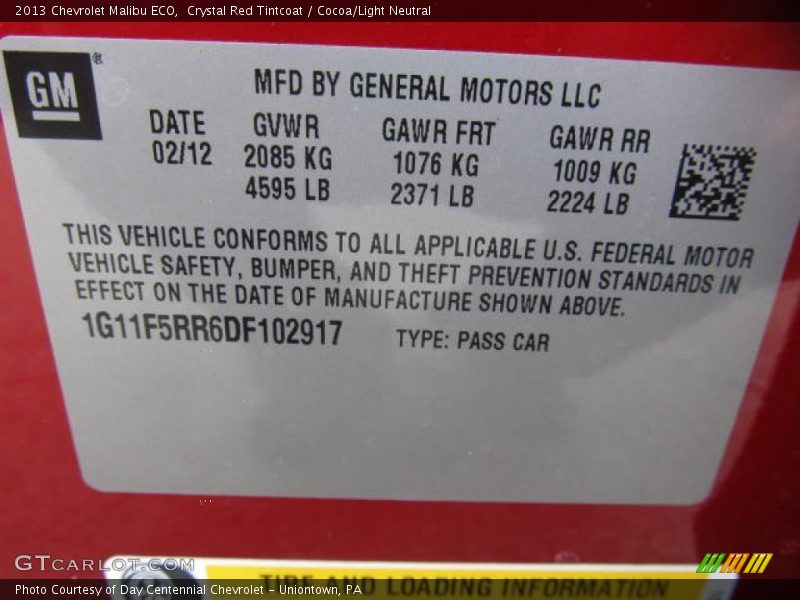 2013 Chevrolet Malibu ECO, Crystal Red Tintcoat / Cocoa/Light Neutral
GM®
MFD BY GENERAL MOTORS LLC
DATE GVWR GAWR FRT GAWR RR
02/12 2085 KG 1076 KG 1009 KG
4595 LB 2371 LB 2224 LB
THIS VEHICLE CONFORMS TO ALL APPLICABLE U.S. FEDERAL MOTOR
VEHICLE SAFETY, BUMPER, AND THEFT PREVENTION STANDARDS IN
EFFECT ON THE DATE OF MANUFACTURE SHOWN ABOVE.
1G11F5RR6DF102917 TYPE: PASS CAR
GTCARLOT.COM
TIRE AND LOADING INFORMATION
Photo Courtesy of Day Centennial Chevrolet – Uniontown, PA